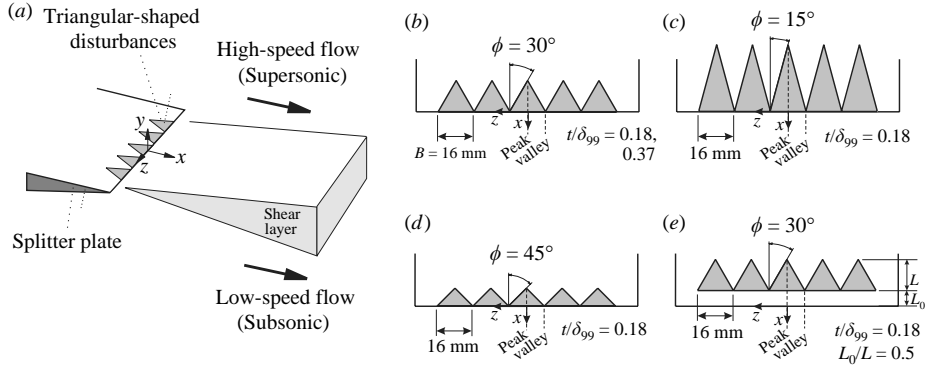 (a)
Triangular-shaped
disturbances
High-speed flow
(Supersonic)
y
x
z
Shear
layer
Splitter plate
Low-speed flow
(Subsonic)
(b)
ϕ = 30°
z
x
B = 16 mm
Peak
valley
t/δ99 = 0.18,
0.37
(c)
ϕ = 15°
z
x
16 mm
Peak
valley
t/δ99 = 0.18
(d)
ϕ = 45°
z
x
16 mm
Peak
valley
t/δ99 = 0.18
(e)
ϕ = 30°
L
L0
z
x
16 mm
Peak
valley
t/δ99 = 0.18
L0/L = 0.5